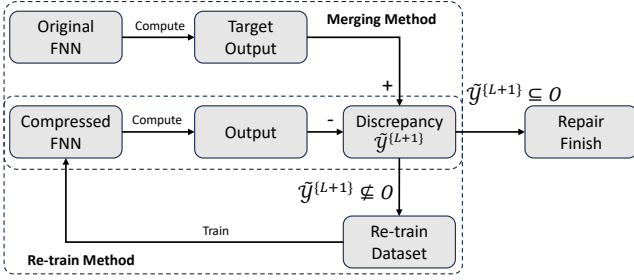 Merging Method
Original
FNN
Compute
Target
Output
+
Compressed
FNN
Compute
Output
-
Discrepancy
𝒴̃^{L+1}
𝒴̃^{L+1} ⊆ O
Repair
Finish
𝒴̃^{L+1} ⊈ O
Train
Re-train
Dataset
Re-train Method